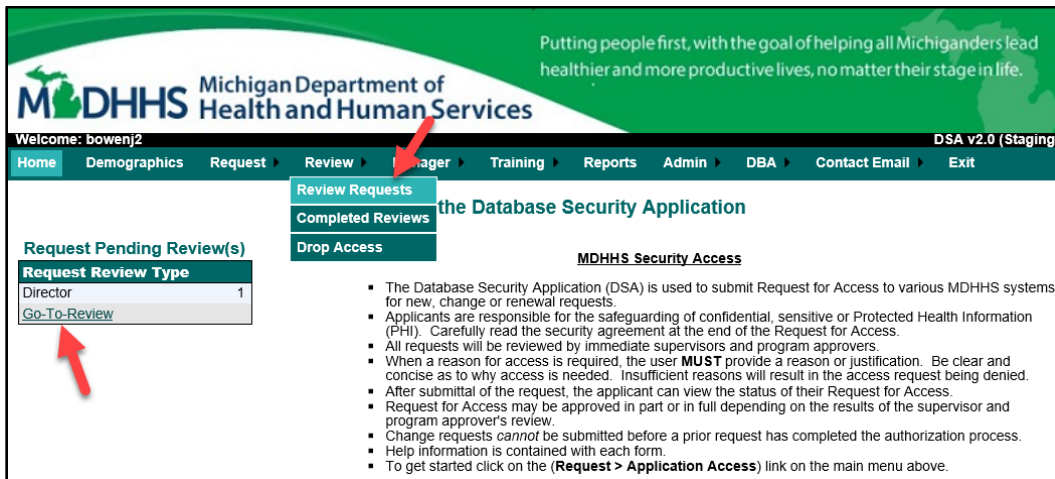 Putting people first, with the goal of helping all Michiganders lead
healthier and more productive lives, no matter their stage in life.
MDHHS Michigan Department of
Health and Human Services
Welcome: bowenj2 DSA v2.0 (Staging
Home Demographics Request Review Manager Training Reports Admin DBA Contact Email Exit
Review Requests
Completed Reviews
Drop Access
the Database Security Application
Request Pending Review(s)
Request Review Type
Director 1
Go-To-Review
MDHHS Security Access
▪ The Database Security Application (DSA) is used to submit Request for Access to various MDHHS systems
for new, change or renewal requests.
▪ Applicants are responsible for the safeguarding of confidential, sensitive or Protected Health Information
(PHI). Carefully read the security agreement at the end of the Request for Access.
▪ All requests will be reviewed by immediate supervisors and program approvers.
▪ When a reason for access is required, the user MUST provide a reason or justification. Be clear and
concise as to why access is needed. Insufficient reasons will result in the access request being denied.
▪ After submittal of the request, the applicant can view the status of their Request for Access.
▪ Request for Access may be approved in part or in full depending on the results of the supervisor and
program approver's review.
▪ Change requests cannot be submitted before a prior request has completed the authorization process.
▪ Help information is contained with each form.
▪ To get started click on the (Request > Application Access) link on the main menu above.